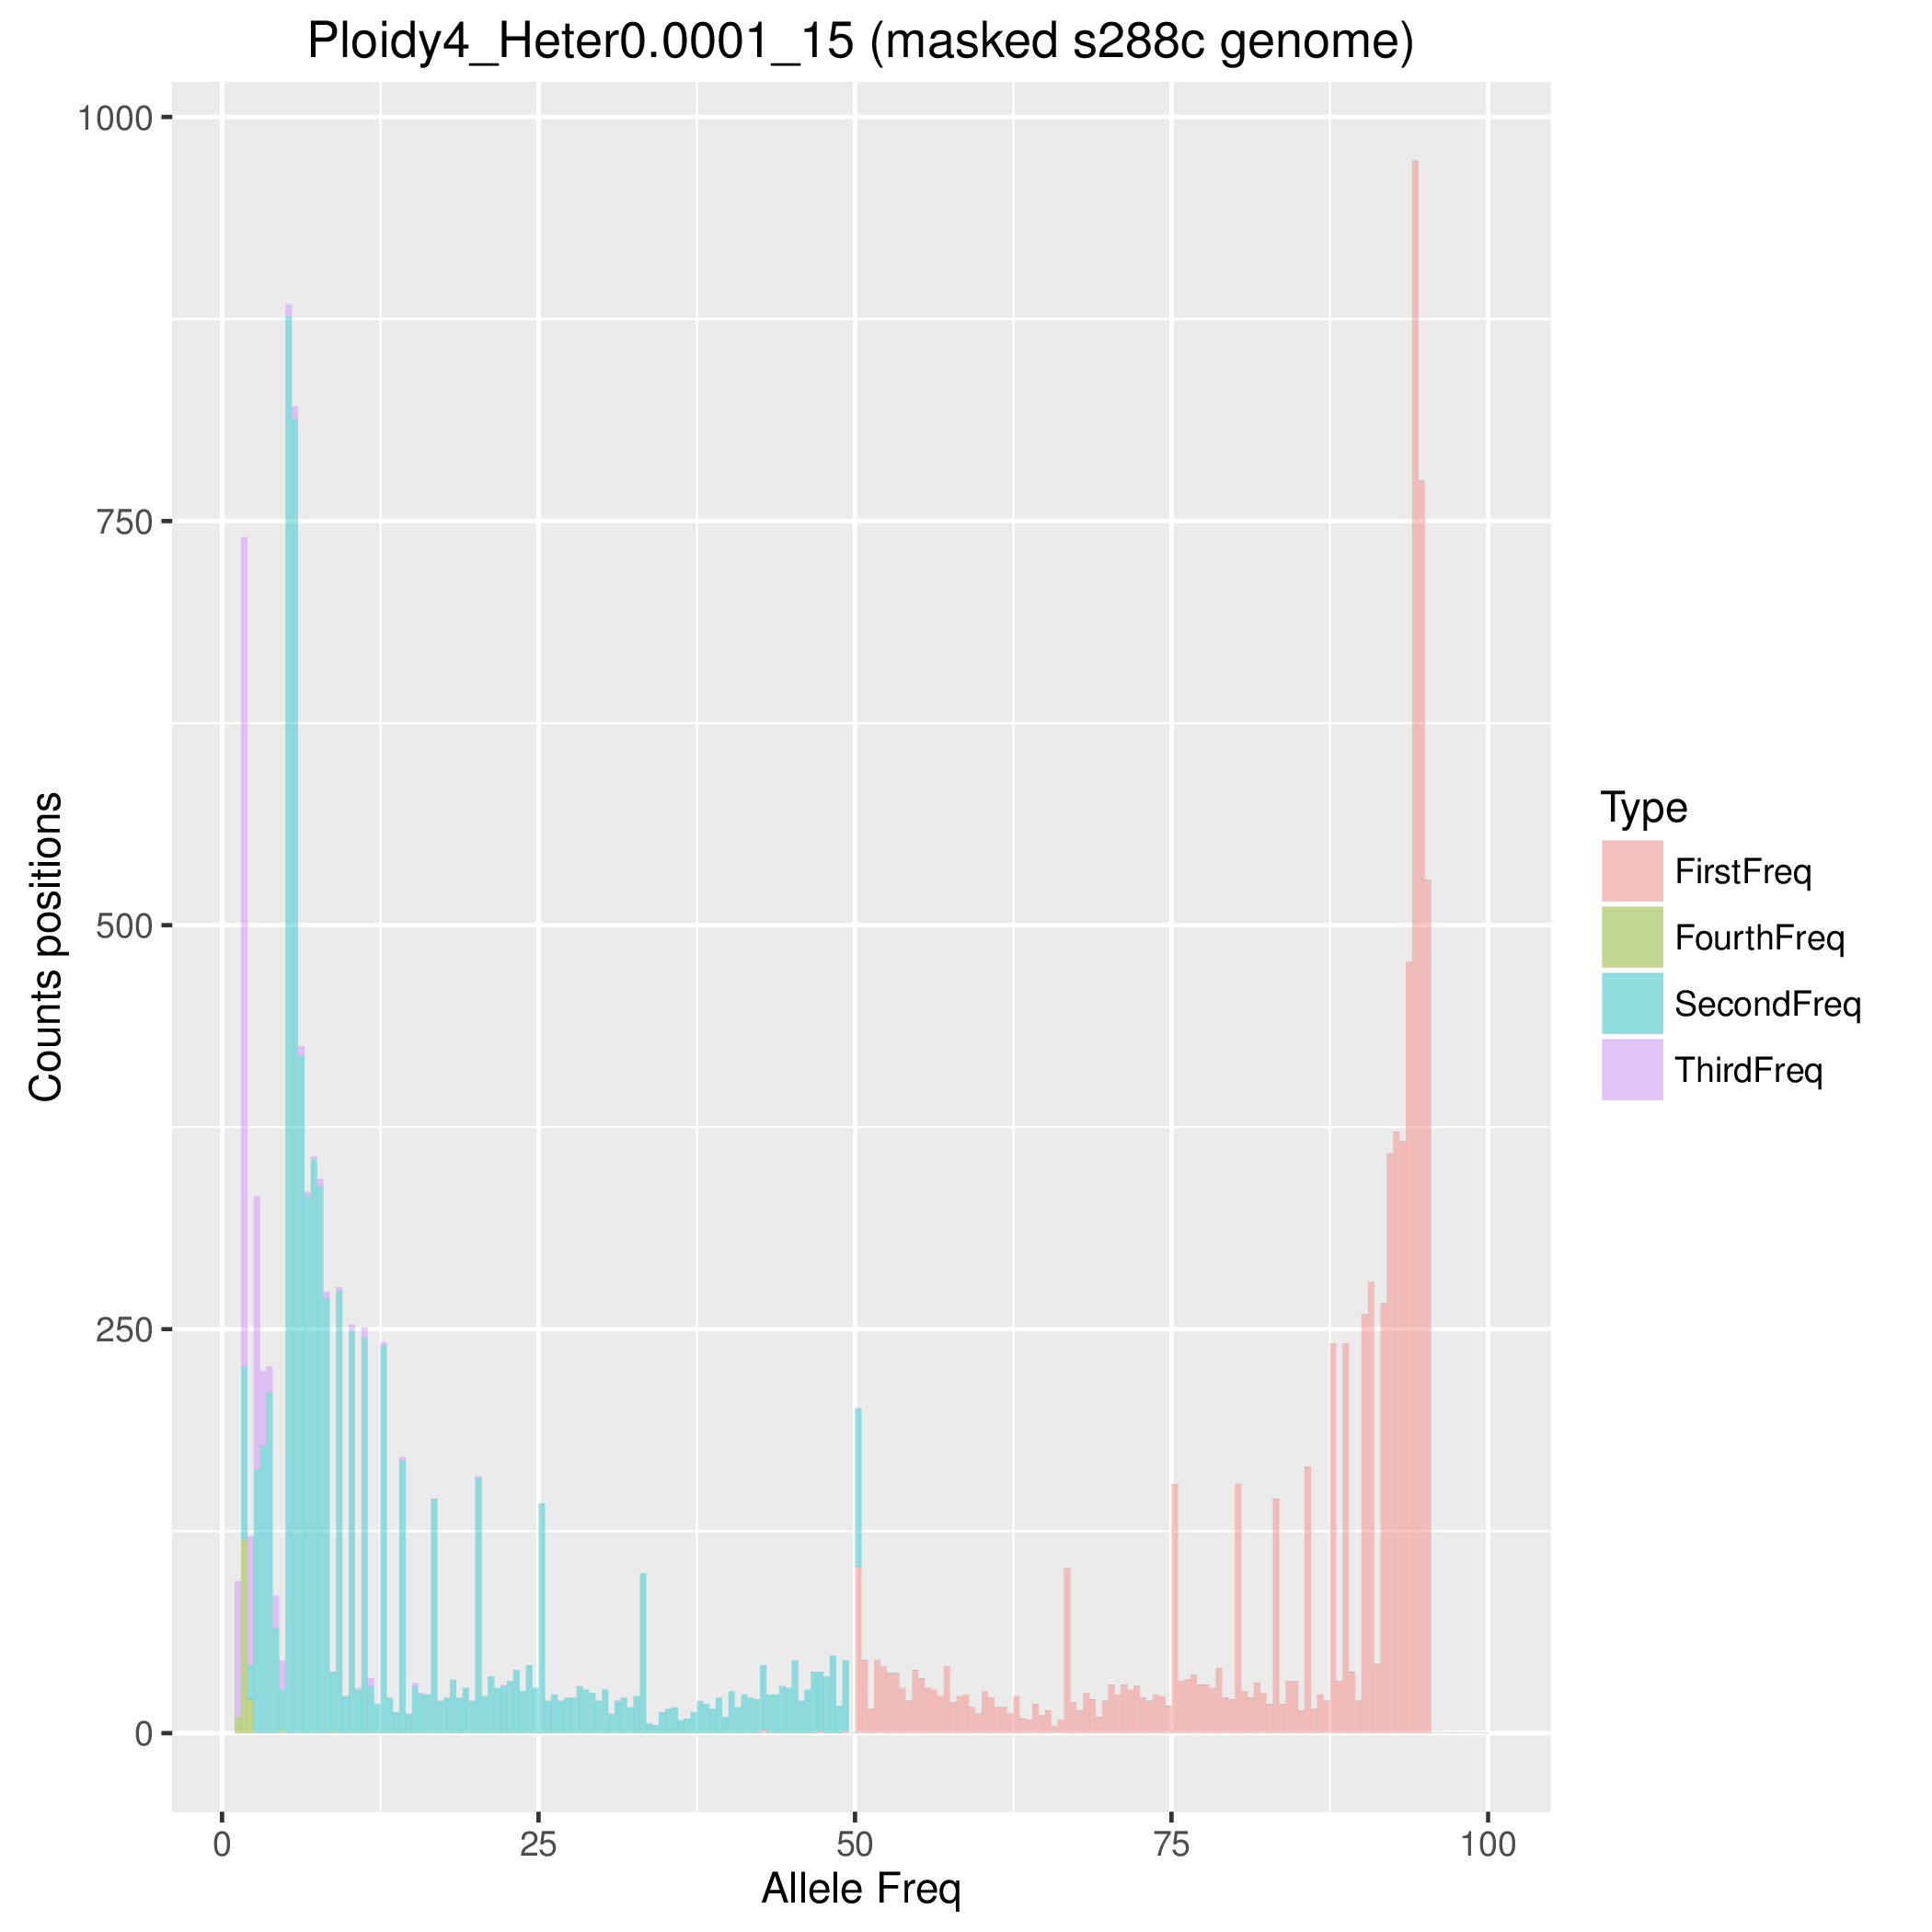 Ploidy4_Heter0.0001_15 (masked s288c genome)
1000
750
500
250
0
Counts positions
0 25 50 75 100
Allele Freq
Type
FirstFreq
FourthFreq
SecondFreq
ThirdFreq